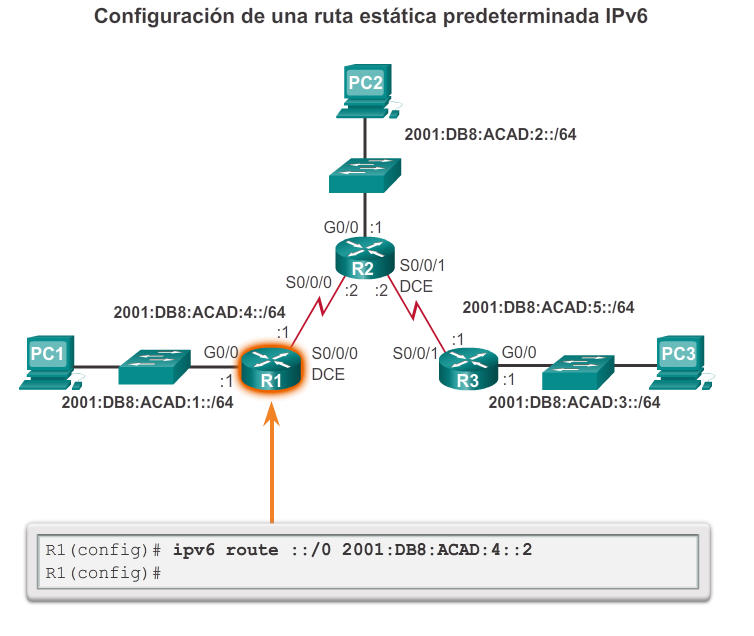 Configuración de una ruta estática predeterminada IPv6
PC2
2001:DB8:ACAD:2::/64
G0/0 :1
R2
S0/0/0 :2 :2 S0/0/1
DCE
2001:DB8:ACAD:4::/64
2001:DB8:ACAD:5::/64
:1 :1
PC1 G0/0 S0/0/0 S0/0/1 G0/0 PC3
:1 R1 DCE R3 :1
2001:DB8:ACAD:1::/64
2001:DB8:ACAD:3::/64
R1(config)# ipv6 route ::/0 2001:DB8:ACAD:4::2
R1(config)#